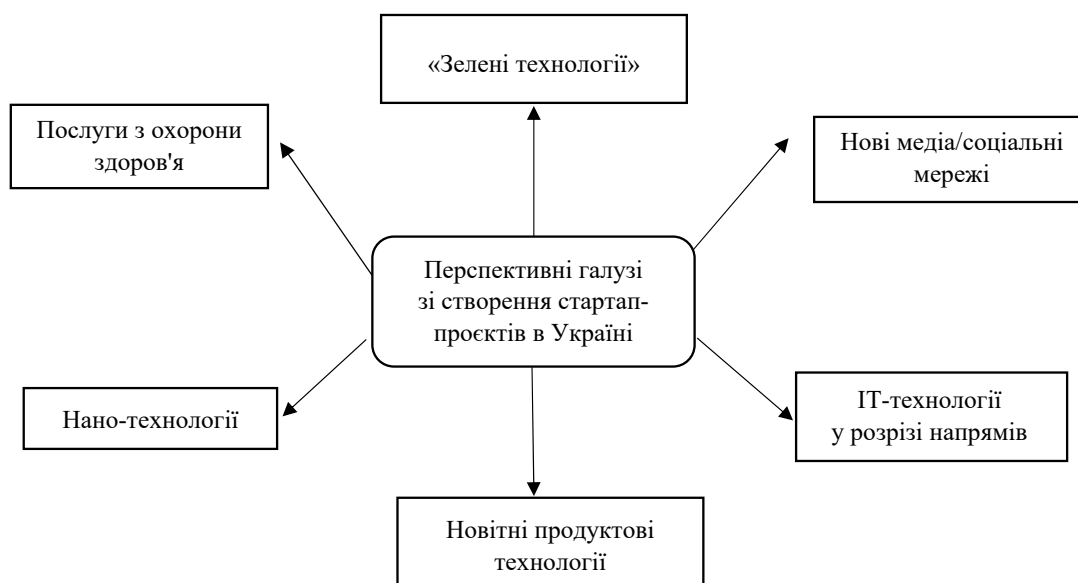 «Зелені технології»
Послуги з охорони
здоров'я
Нові медіа/соціальні
мережі
Перспективні галузі
зі створення стартап-
проєктів в Україні
Нано-технології
ІТ-технології
у розрізі напрямів
Новітні продуктові
технології